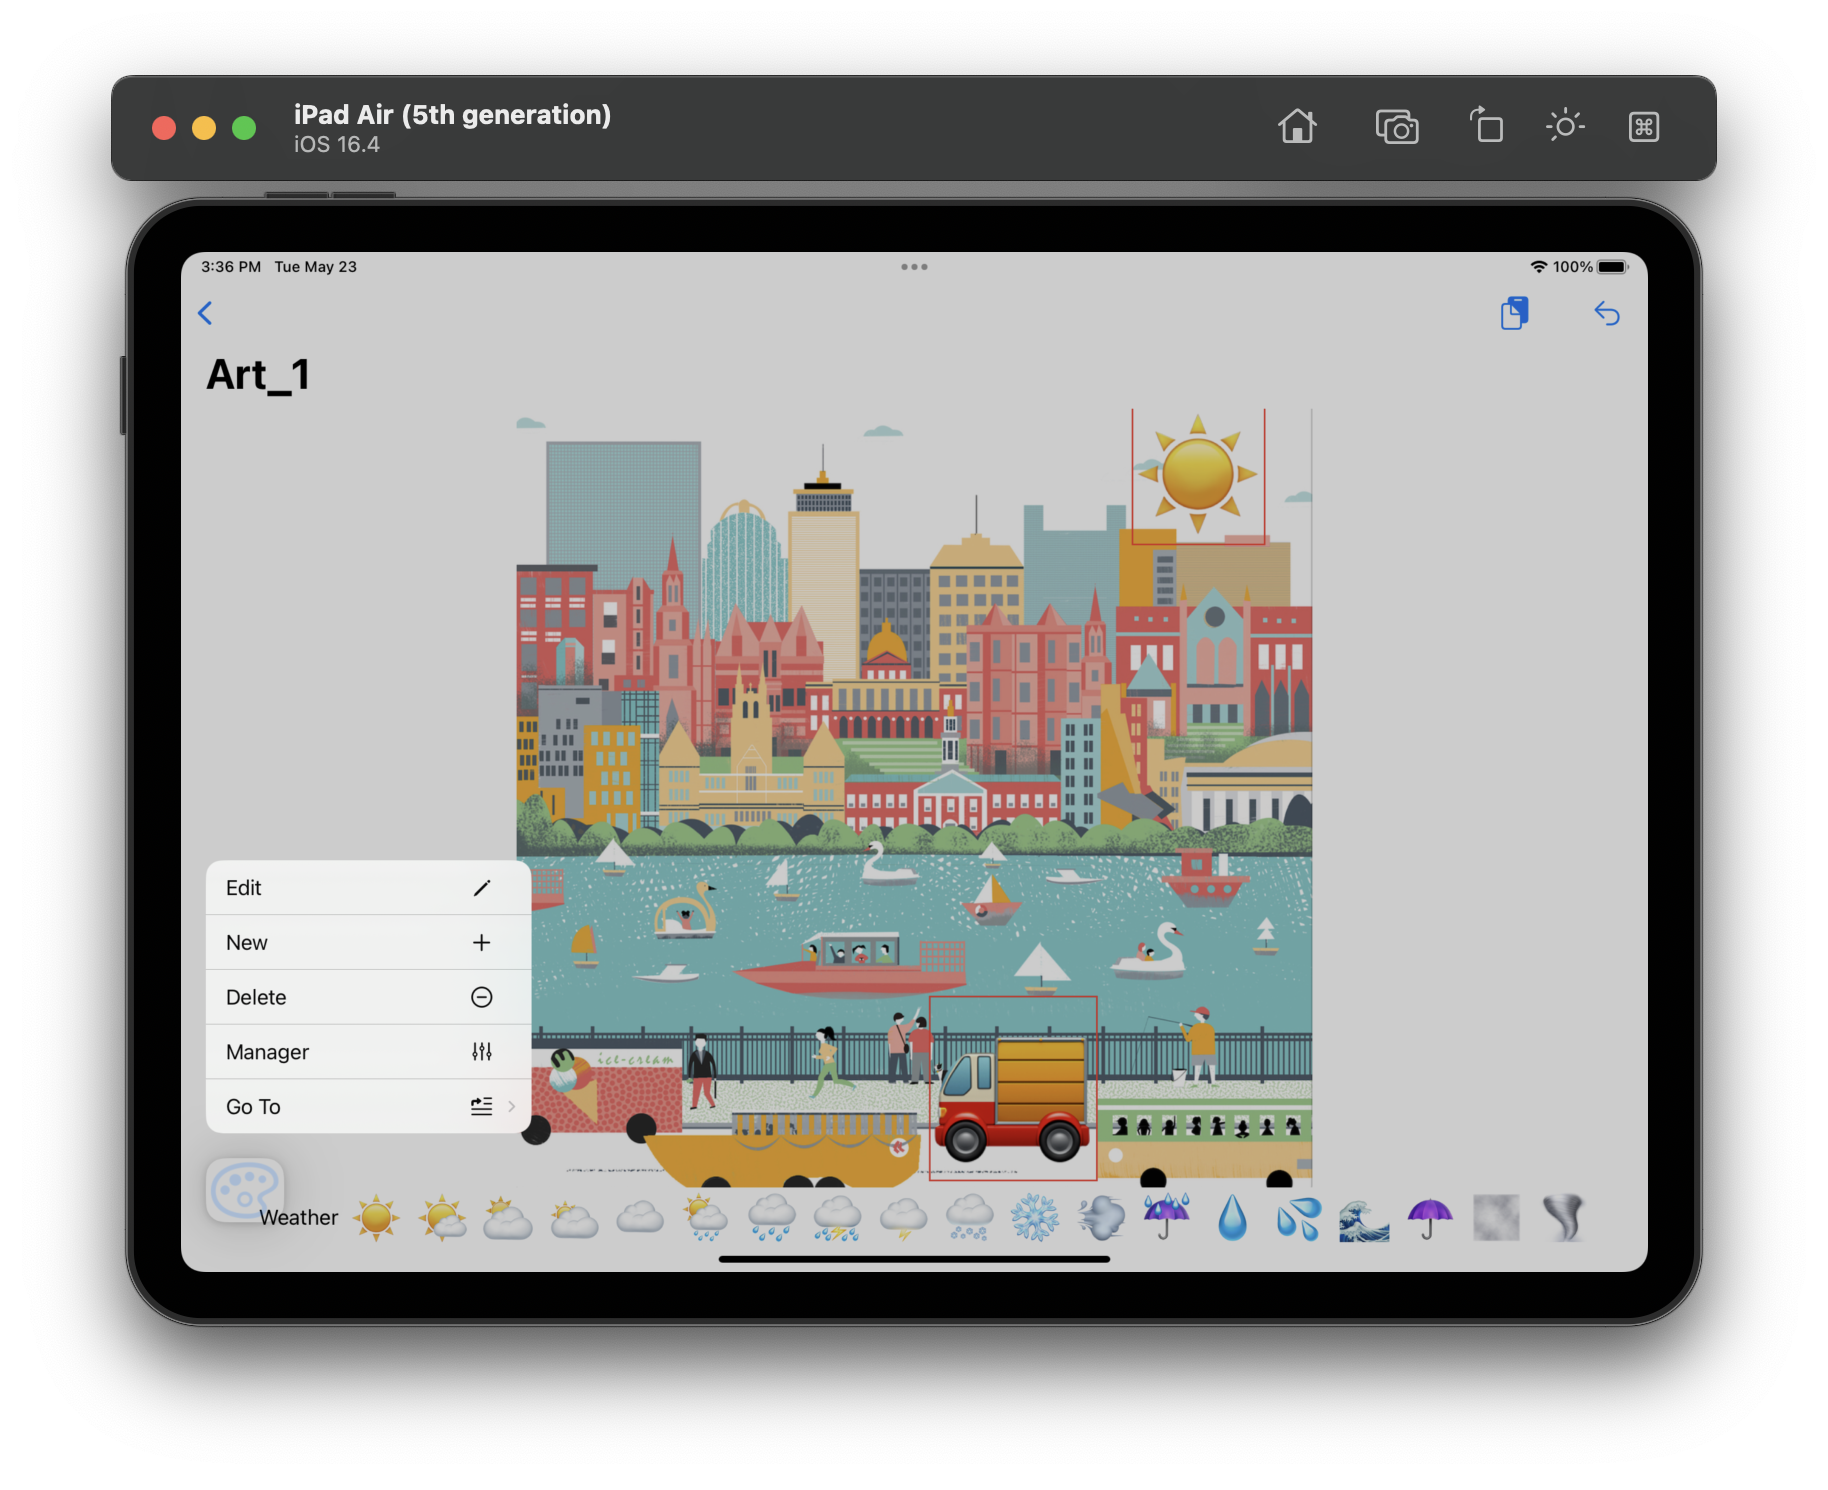 iPad Air (5th generation)
iOS 16.4
3:36 PM Tue May 23
100%
Art_1
Edit
New
Delete
Manager
Go To
ice-cream
Weather